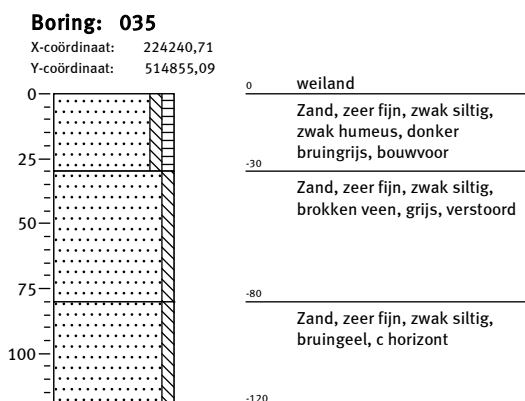 Boring: 035
X-coördinaat: 224240,71
Y-coördinaat: 514855,09
0
25
50
75
100
0 weiland
Zand, zeer fijn, zwak siltig,
zwak humeus, donker
bruingrijs, bouwvoor
-30
Zand, zeer fijn, zwak siltig,
brokken veen, grijs, verstoord
-80
Zand, zeer fijn, zwak siltig,
bruingeel, c horizont
-120